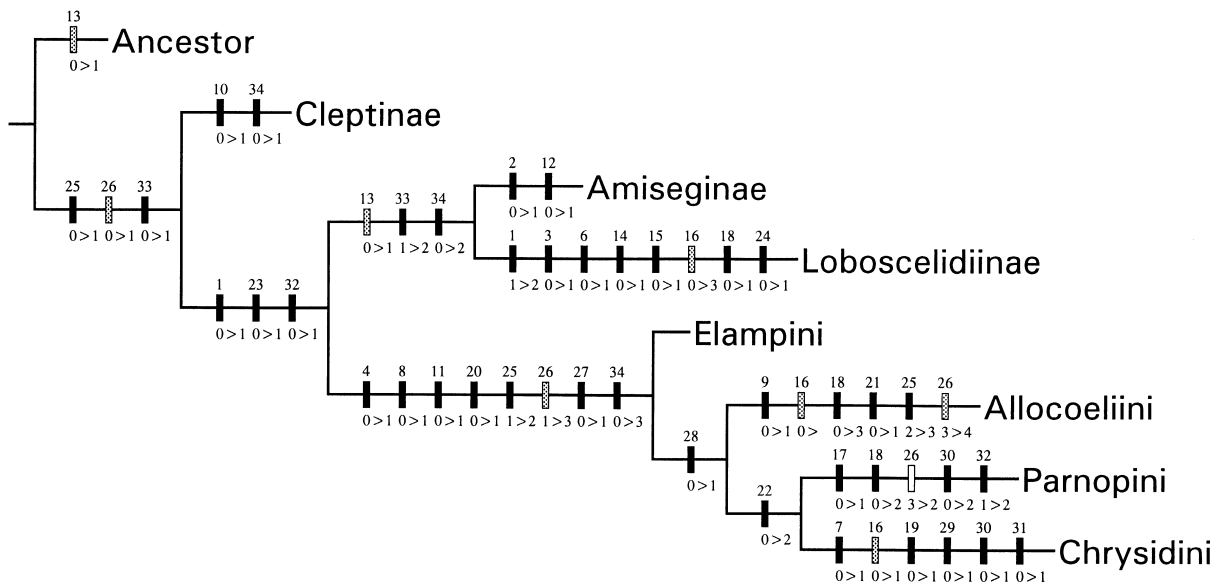 13
Ancestor
0>1
10 34
Cleptinae
0>1 0>1
2 12
Amiseginae
0>1 0>1
25 26 33
0>1 0>1 0>1
13 33 34
0>1 1>2 0>2
1 3 6 14 15 16 18 24
Loboscelidiinae
1>2 0>1 0>1 0>1 0>1 0>3 0>1 0>1
1 23 32
0>1 0>1 0>1
Elampini
4 8 11 20 25 26 27 34
0>1 0>1 0>1 0>1 1>2 1>3 0>1 0>3
9 16 18 21 25 26
Allocoeliini
0>1 0> 0>3 0>1 2>3 3>4
28
0>1
17 18 26 30 32
Parnopini
0>1 0>2 3>2 0>2 1>2
22
0>2
7 16 19 29 30 31
Chrysidini
0>1 0>1 0>1 0>1 0>1 0>1